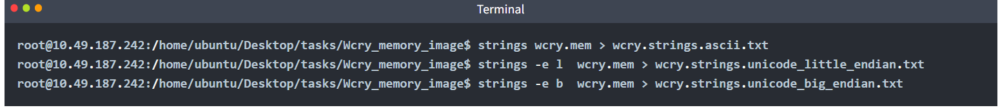 Terminal
root@10.49.187.242:/home/ubuntu/Desktop/tasks/Wcry_memory_image$ strings wcry.mem > wcry.strings.ascii.txt
root@10.49.187.242:/home/ubuntu/Desktop/tasks/Wcry_memory_image$ strings -e l  wcry.mem > wcry.strings.unicode_little_endian.txt
root@10.49.187.242:/home/ubuntu/Desktop/tasks/Wcry_memory_image$ strings -e b  wcry.mem > wcry.strings.unicode_big_endian.txt